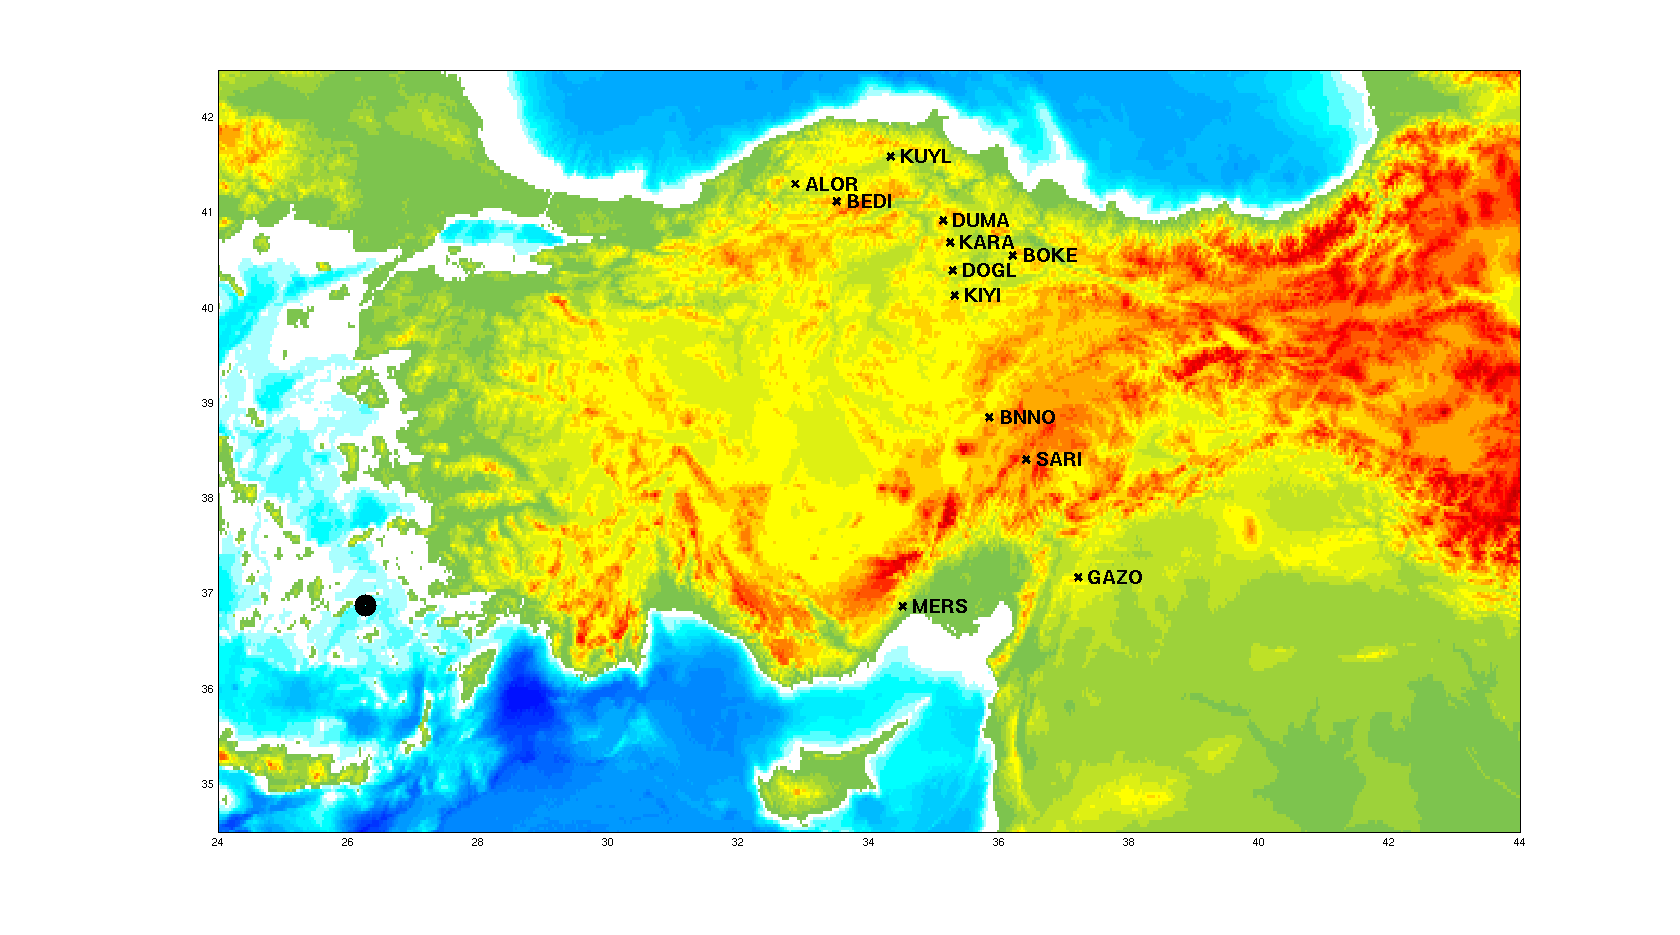 42
KUYL
ALOR
BEDI
41
DUMA
KARA
BOKE
DOGL
KIYI
40
39
BNNO
SARI
38
GAZO
37
MERS
36
35
24 26 28 30 32 34 36 38 40 42 44